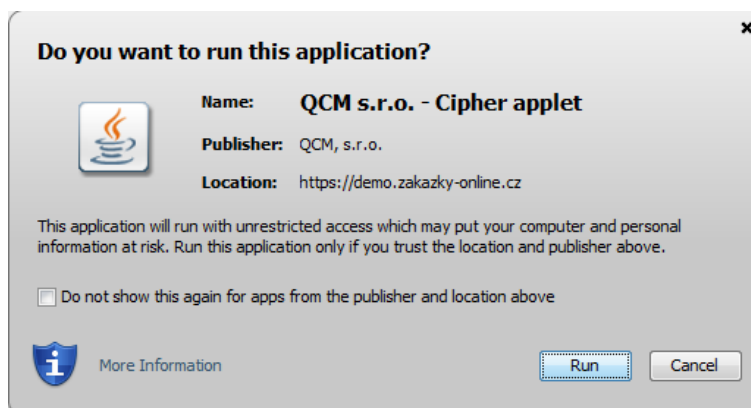 Do you want to run this application?
Name: QCM s.r.o. - Cipher applet
Publisher: QCM, s.r.o.
Location: https://demo.zakazky-online.cz
This application will run with unrestricted access which may put your computer and personal
information at risk. Run this application only if you trust the location and publisher above.
Do not show this again for apps from the publisher and location above
More Information
Run
Cancel